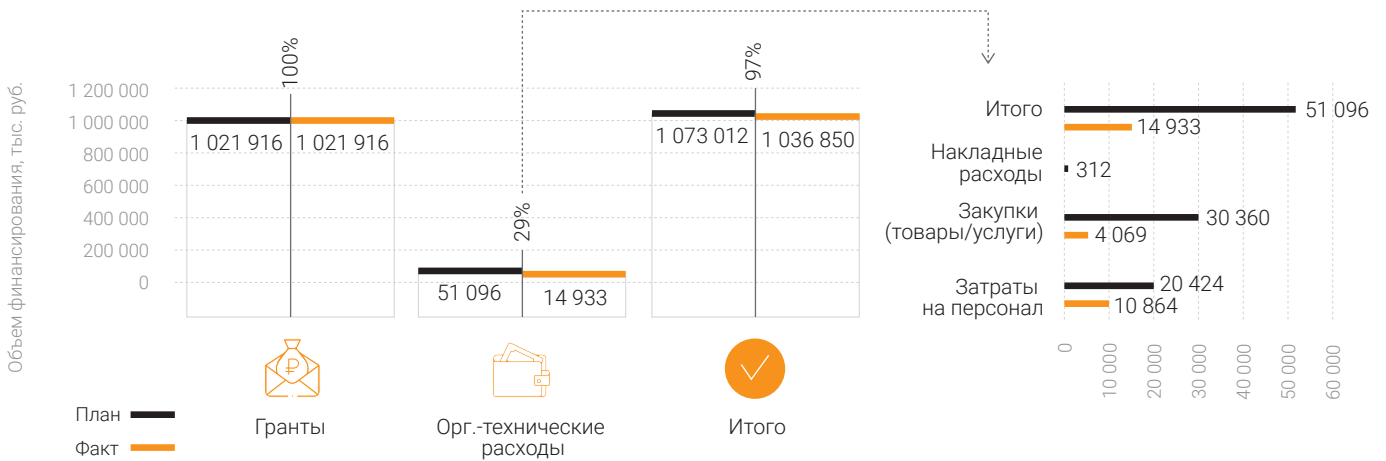 Объем финансирования, тыс. руб.
1 200 000
1 000 000
800 000
600 000
400 000
200 000
0
100%
1 021 916
1 021 916
29%
51 096
14 933
97%
1 073 012
1 036 850
₽
Гранты
Орг.-технические
расходы
Итого
План
Факт
Итого
51 096
14 933
Накладные
расходы
312
Закупки
(товары/услуги)
30 360
4 069
Затраты
на персонал
20 424
10 864
0
10 000
20 000
30 000
40 000
50 000
60 000